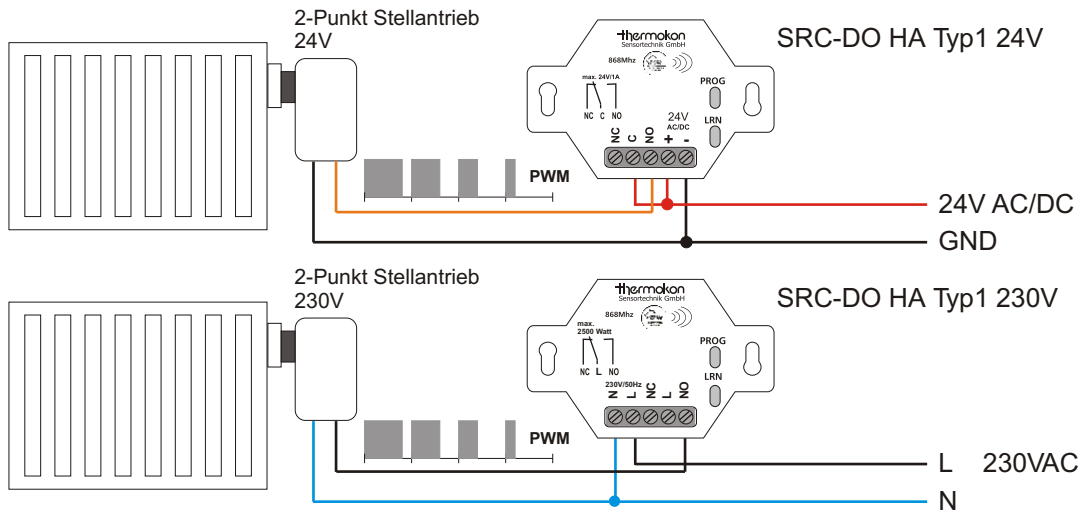 2-Punkt Stellantrieb
24V
thermokon
Sensortechnik GmbH
868Mhz
max. 24V/1A
NC C NO
24V
AC/DC
PROG
LRN
NC C NO + -
SRC-DO HA Typ1 24V
PWM
24V AC/DC
GND
2-Punkt Stellantrieb
230V
thermokon
Sensortechnik GmbH
868Mhz
max.
2500 Watt
NC L NO
230V/50Hz
PROG
LRN
N L NC L NO
SRC-DO HA Typ1 230V
PWM
L 230VAC
N